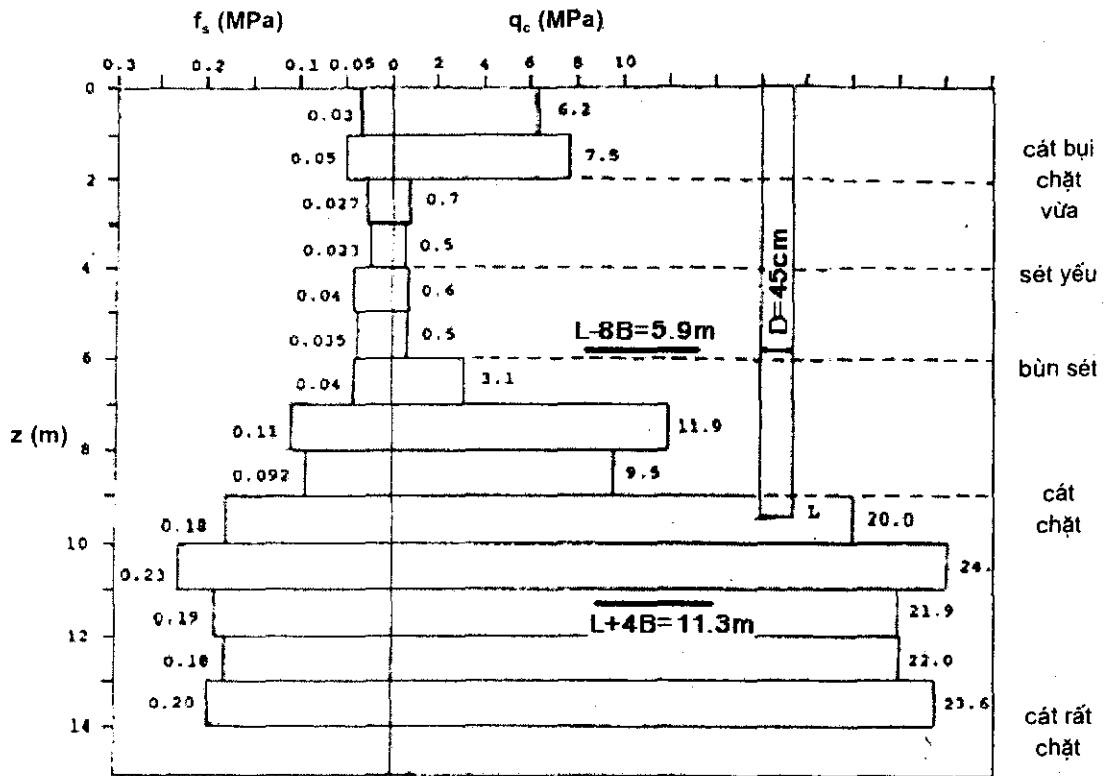 fs (MPa) qc (MPa)
0.3 0.2 0.1 0.05 0 2 4 6 8 10
0
0.03 6.2
0.05 7.5
cát bụi
chặt
vừa
2
0.027 0.7
0.023 0.5
4
sét yếu
0.04 0.6
D=45cm
0.035 0.5
L-8B=5.9m
6
bùn sét
0.04 3.1
z (m)
0.11 11.9
8
0.092 9.5
cát
chặt
0.18 20.0
L
10
0.23 24.
0.19 21.9
L+4B=11.3m
12
0.18 22.0
0.20 23.6
14
cát rất
chặt